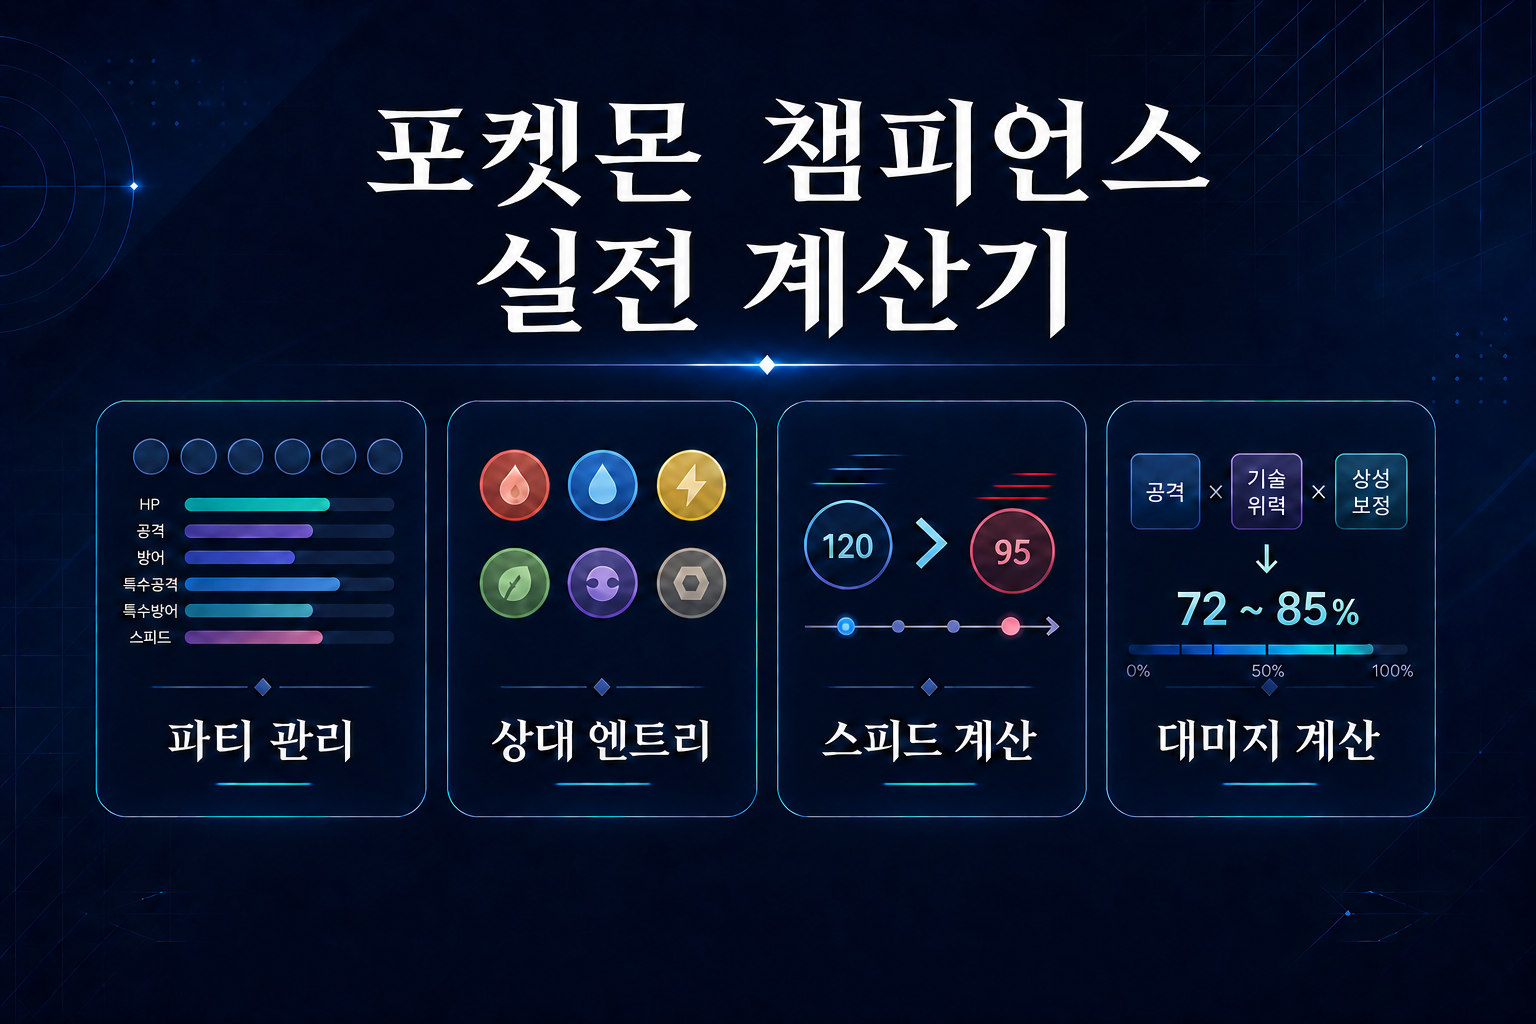 포켓몬 챔피언스
실전 계산기
HP
공격
방어
특수공격
특수방어
스피드
파티 관리
상대 엔트리
120 > 95
스피드 계산
공격 × 기술 위력 × 상성 보정
↓
72 ~ 85%
0% 50% 100%
대미지 계산